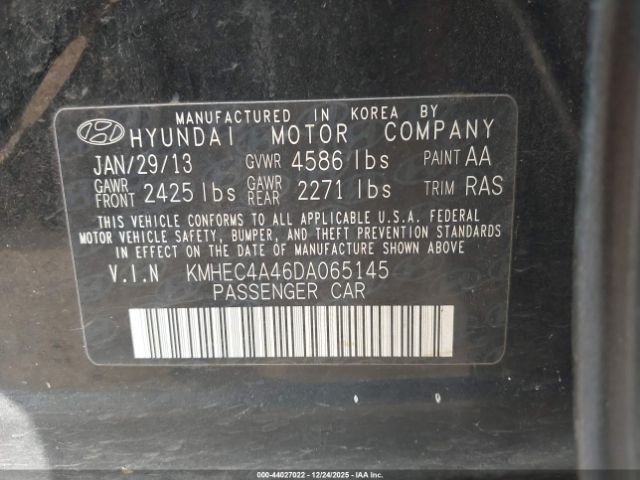 MANUFACTURED IN KOREA BY
HYUNDAI MOTOR COMPANY
JAN/29/13 GVWR 4586 lbs PAINT AA
GAWR FRONT 2425 lbs GAWR REAR 2271 lbs TRIM RAS
THIS VEHICLE CONFORMS TO ALL APPLICABLE U.S.A. FEDERAL
MOTOR VEHICLE SAFETY, BUMPER, AND THEFT PREVENTION STANDARDS
IN EFFECT ON THE DATE OF MANUFACTURE SHOWN ABOVE
V.I.N KMHEC4A46DA065145
PASSENGER CAR
000-44027022 - 12/24/2025 - IAAI.COM